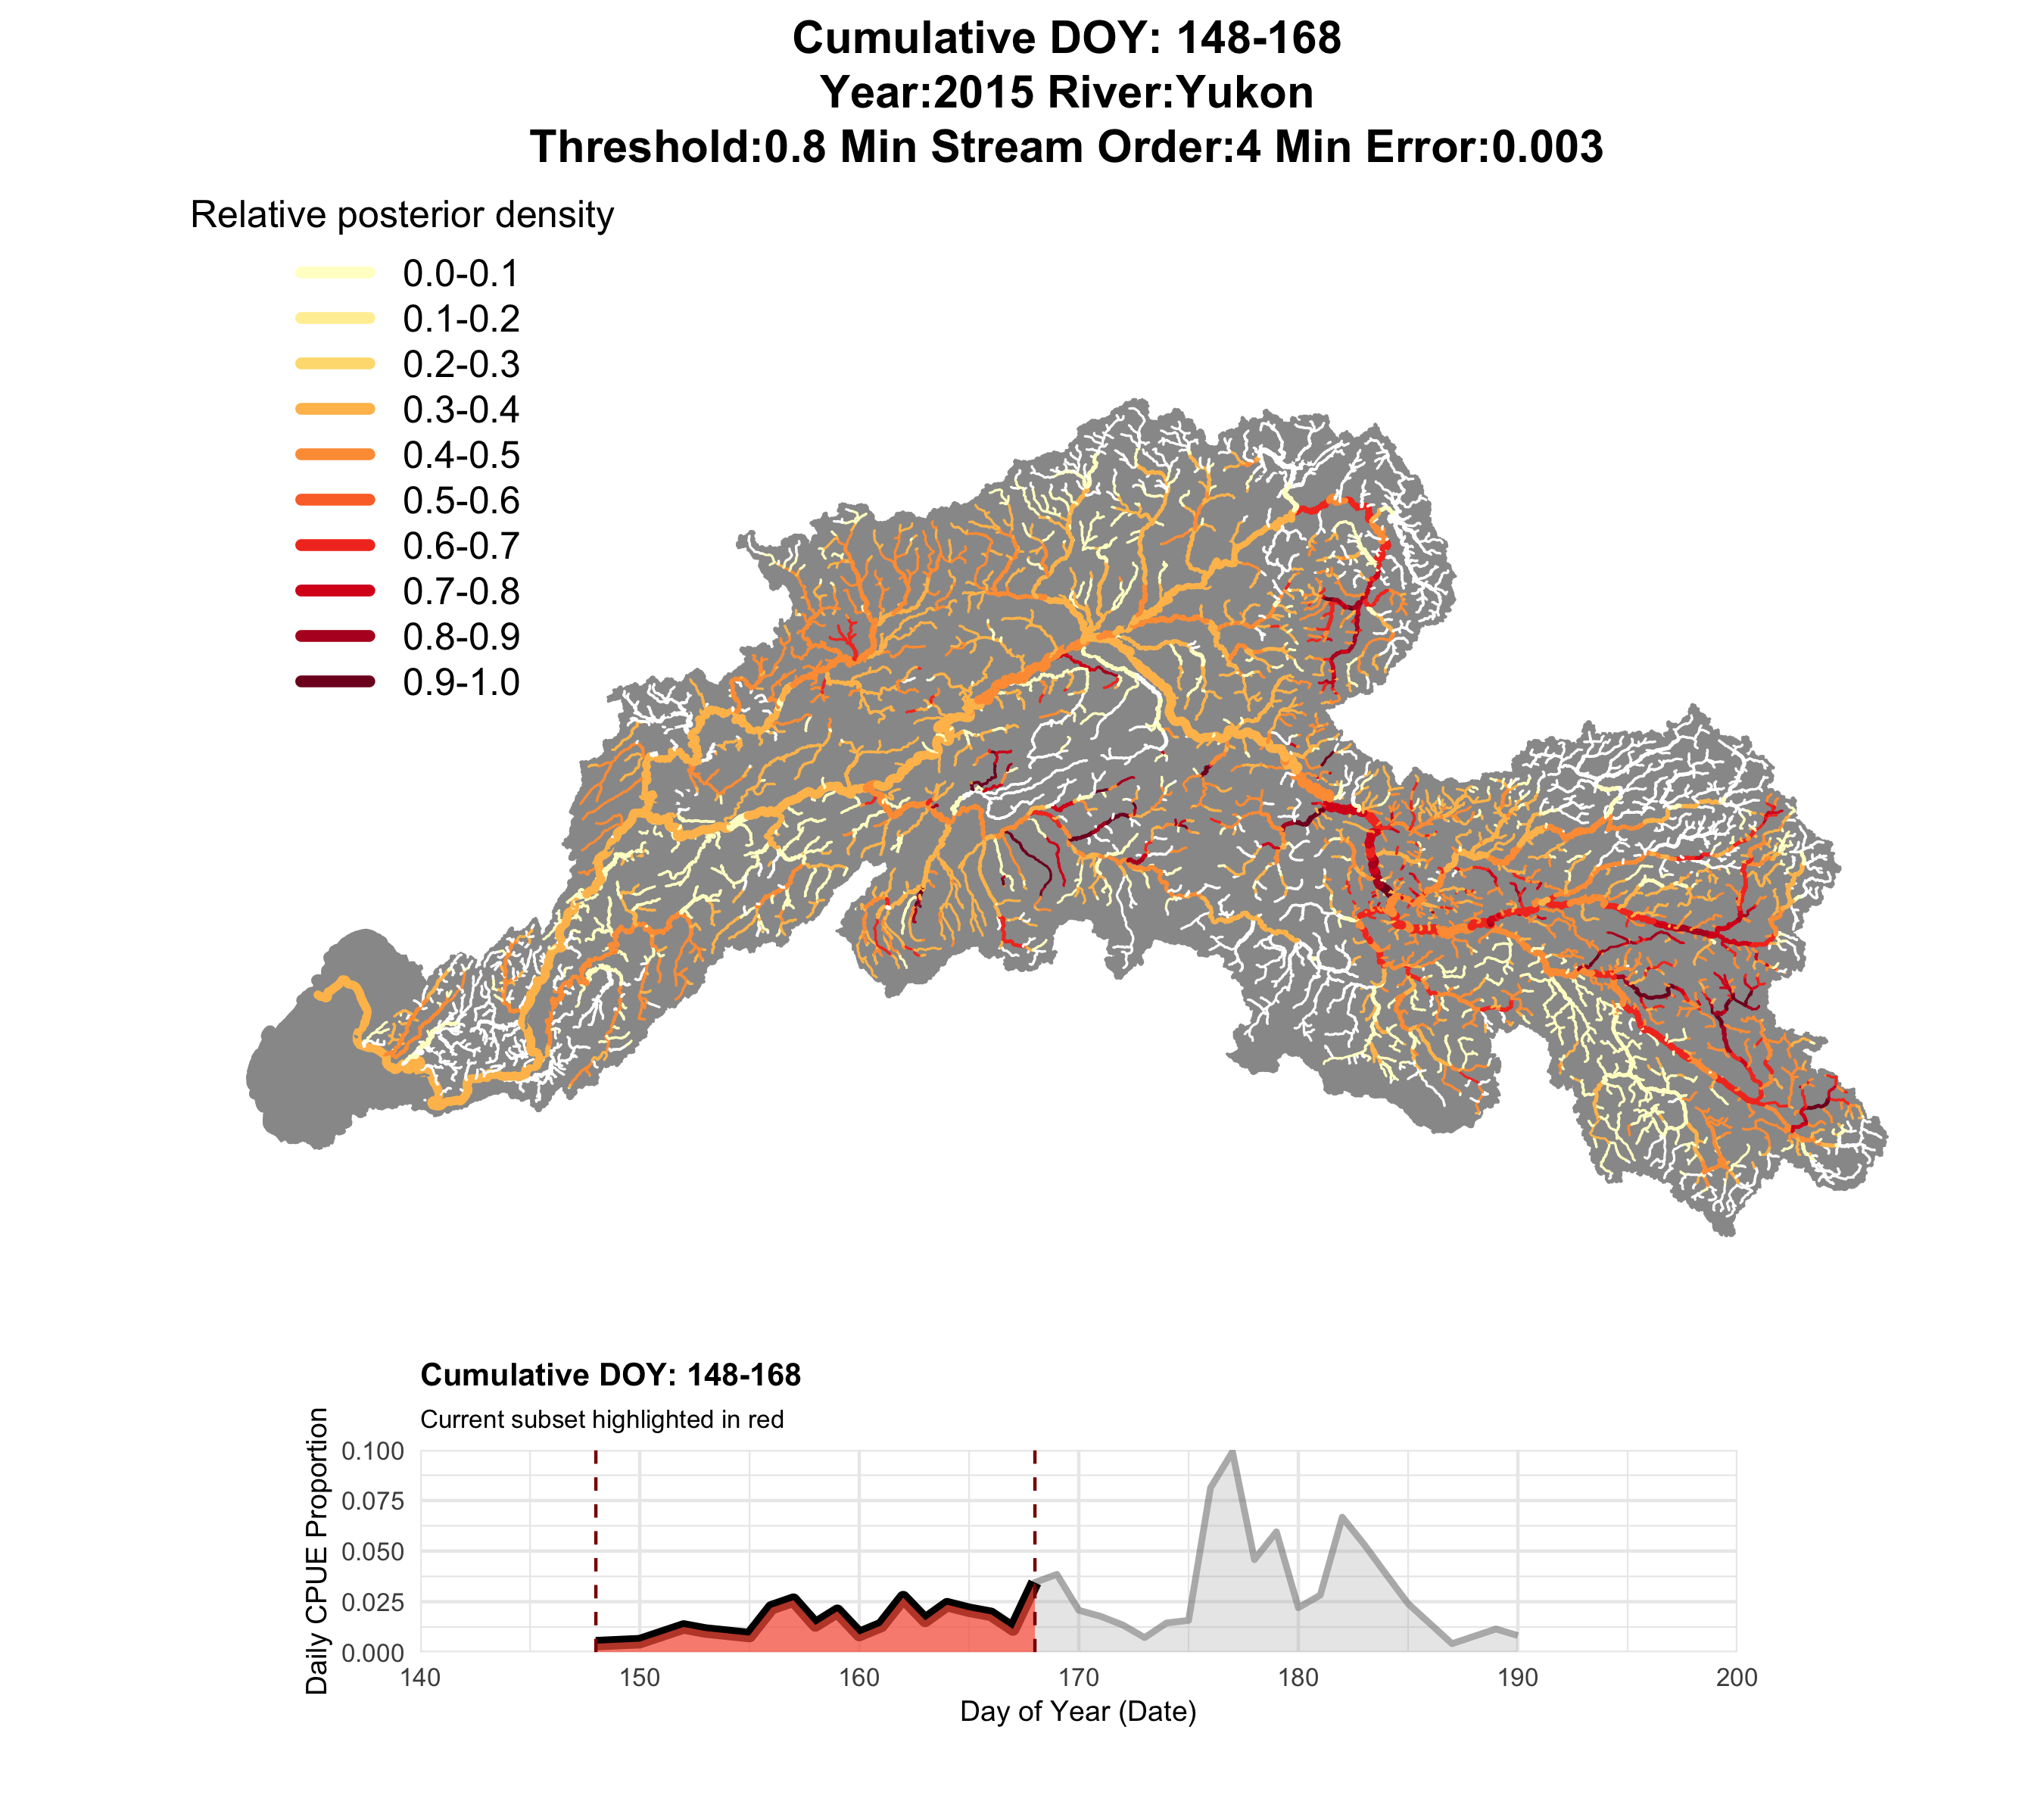 Cumulative DOY: 148-168
Year:2015 River:Yukon
Threshold:0.8 Min Stream Order:4 Min Error:0.003
Relative posterior density
0.0-0.1
0.1-0.2
0.2-0.3
0.3-0.4
0.4-0.5
0.5-0.6
0.6-0.7
0.7-0.8
0.8-0.9
0.9-1.0
Cumulative DOY: 148-168
Current subset highlighted in red
Daily CPUE Proportion
0.100
0.075
0.050
0.025
0.000
140 150 160 170 180 190 200
Day of Year (Date)